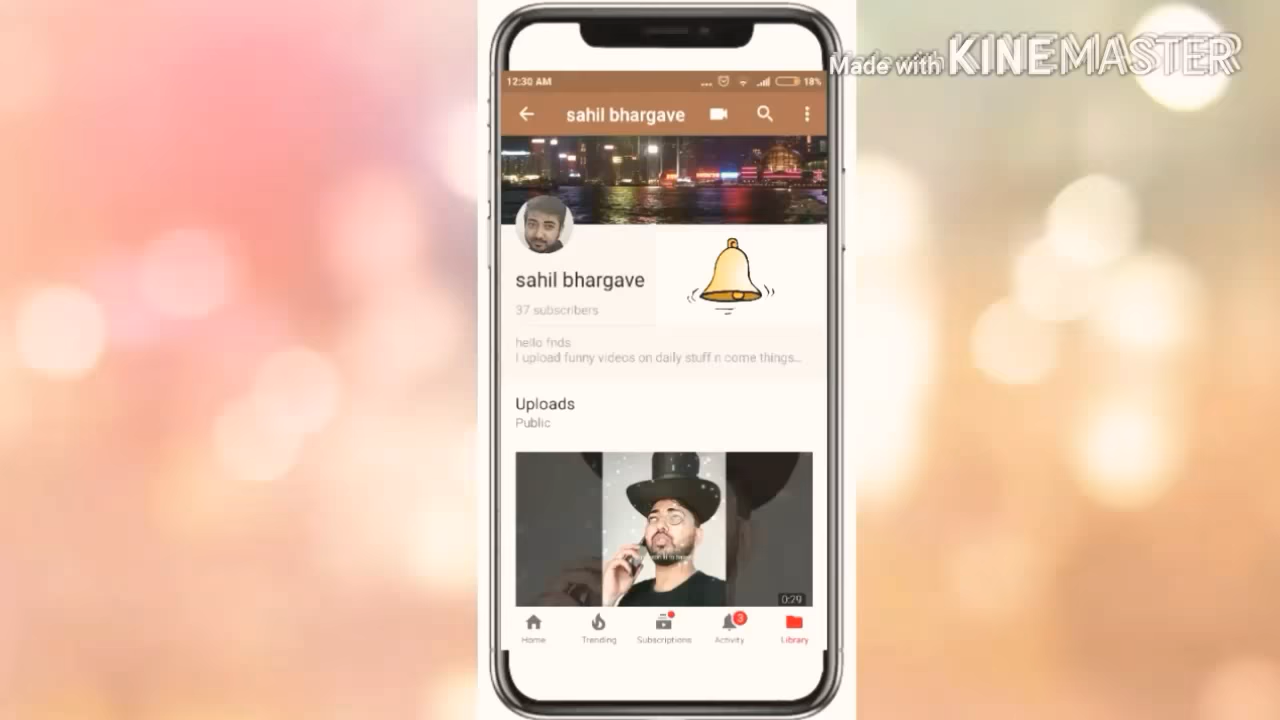 Made with KINEMASTER
12:30 AM
18%
sahil bhargave
sahil bhargave
37 subscribers
hello fnds
I upload funny videos on daily stuff n come things...
Uploads
Public
0:29
3
Home
Trending
Subscriptions
Activity
Library